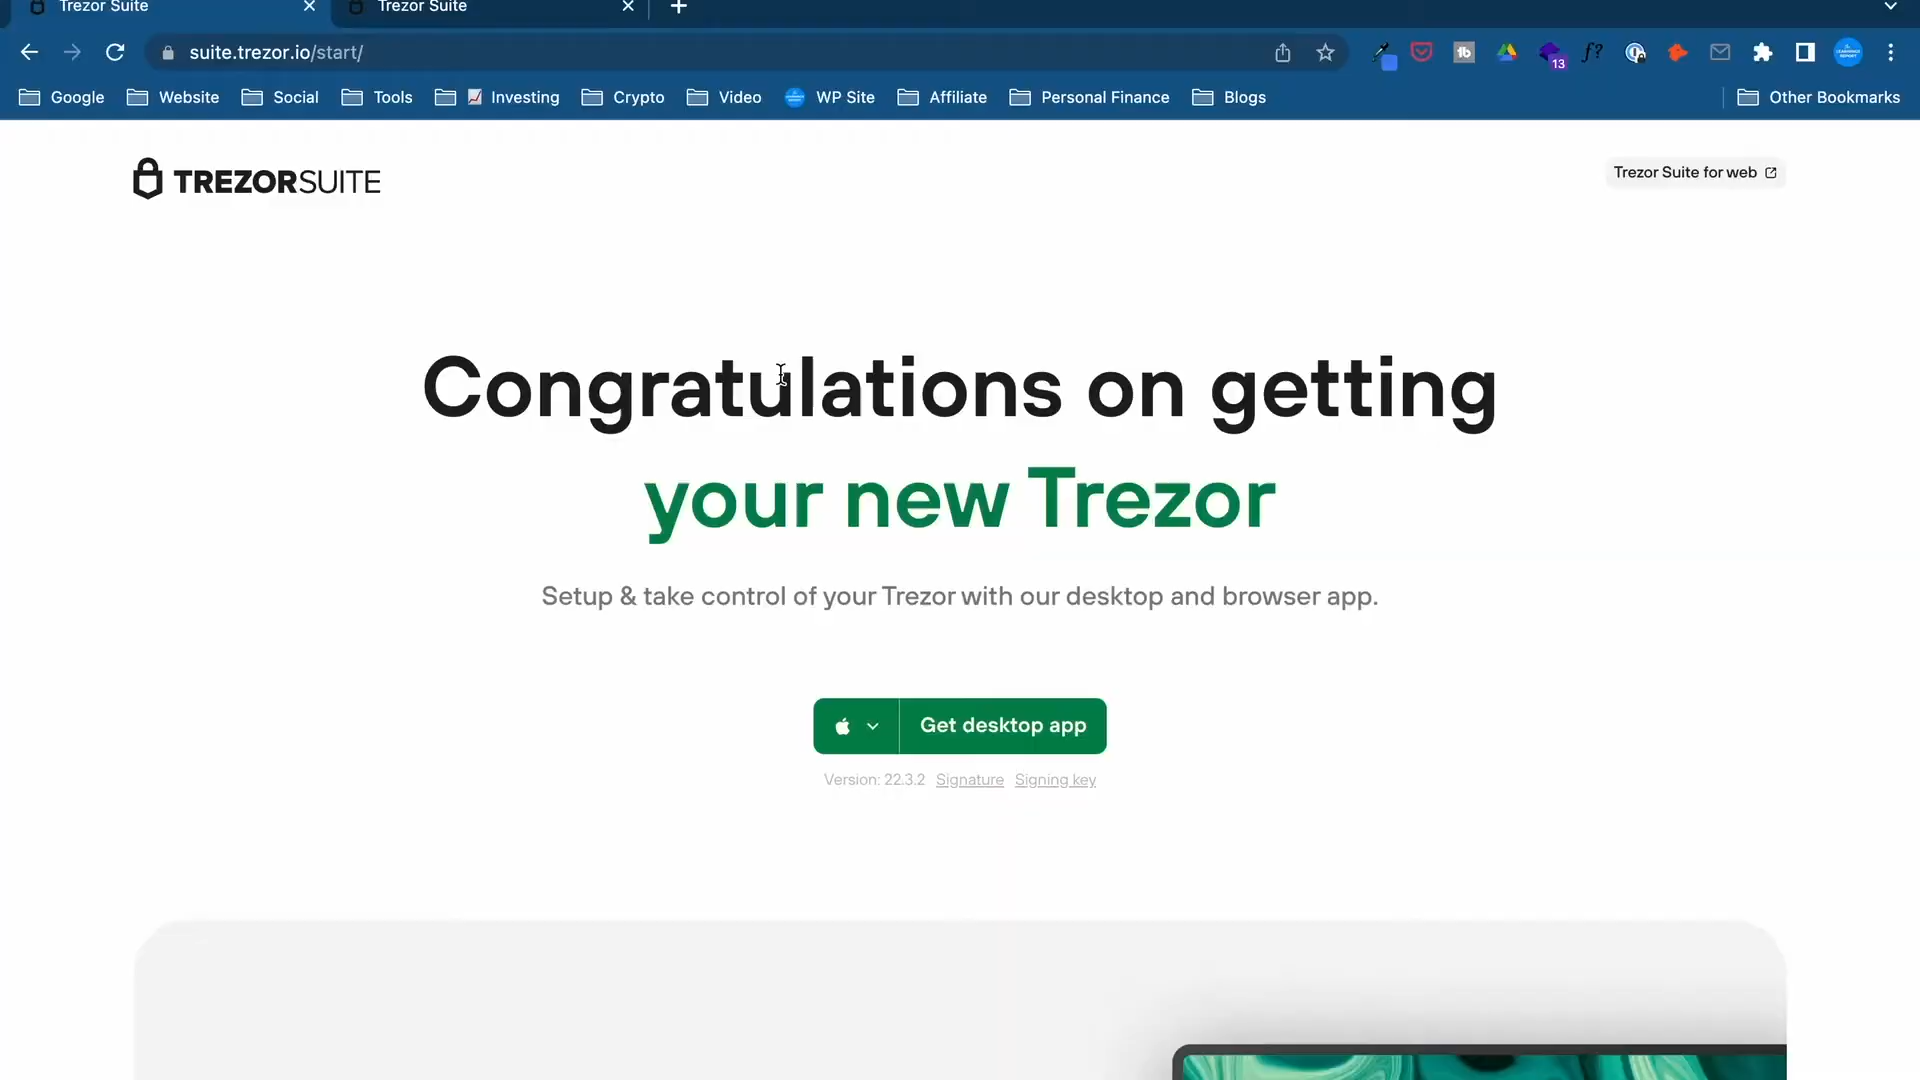 Trezor Suite
Trezor Suite
suite.trezor.io/start/
13
Google Website Social Tools Investing Crypto Video WP Site Affiliate Personal Finance Blogs Other Bookmarks
TREZORSUITE
Trezor Suite for web
Congratulations on getting
your new Trezor
Setup & take control of your Trezor with our desktop and browser app.
Get desktop app
Version: 22.3.2 Signature Signing key